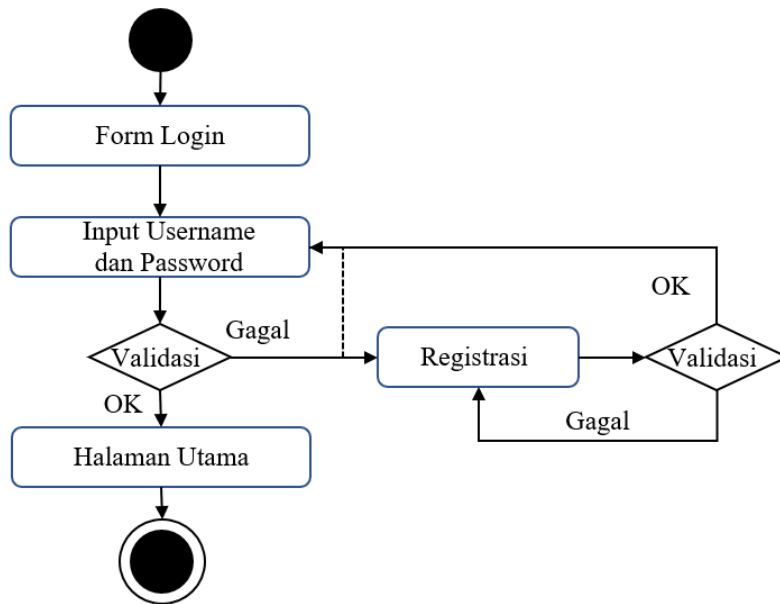 Form Login
Input Username
dan Password
OK
Gagal
Validasi
Registrasi
Validasi
OK
Gagal
Halaman Utama